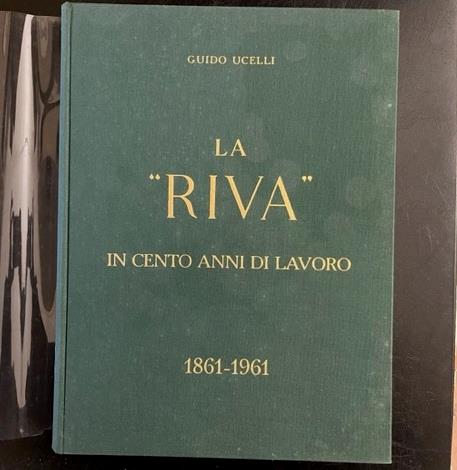 GUIDO UCELLI
LA
"RIVA"
IN CENTO ANNI DI LAVORO
1861-1961